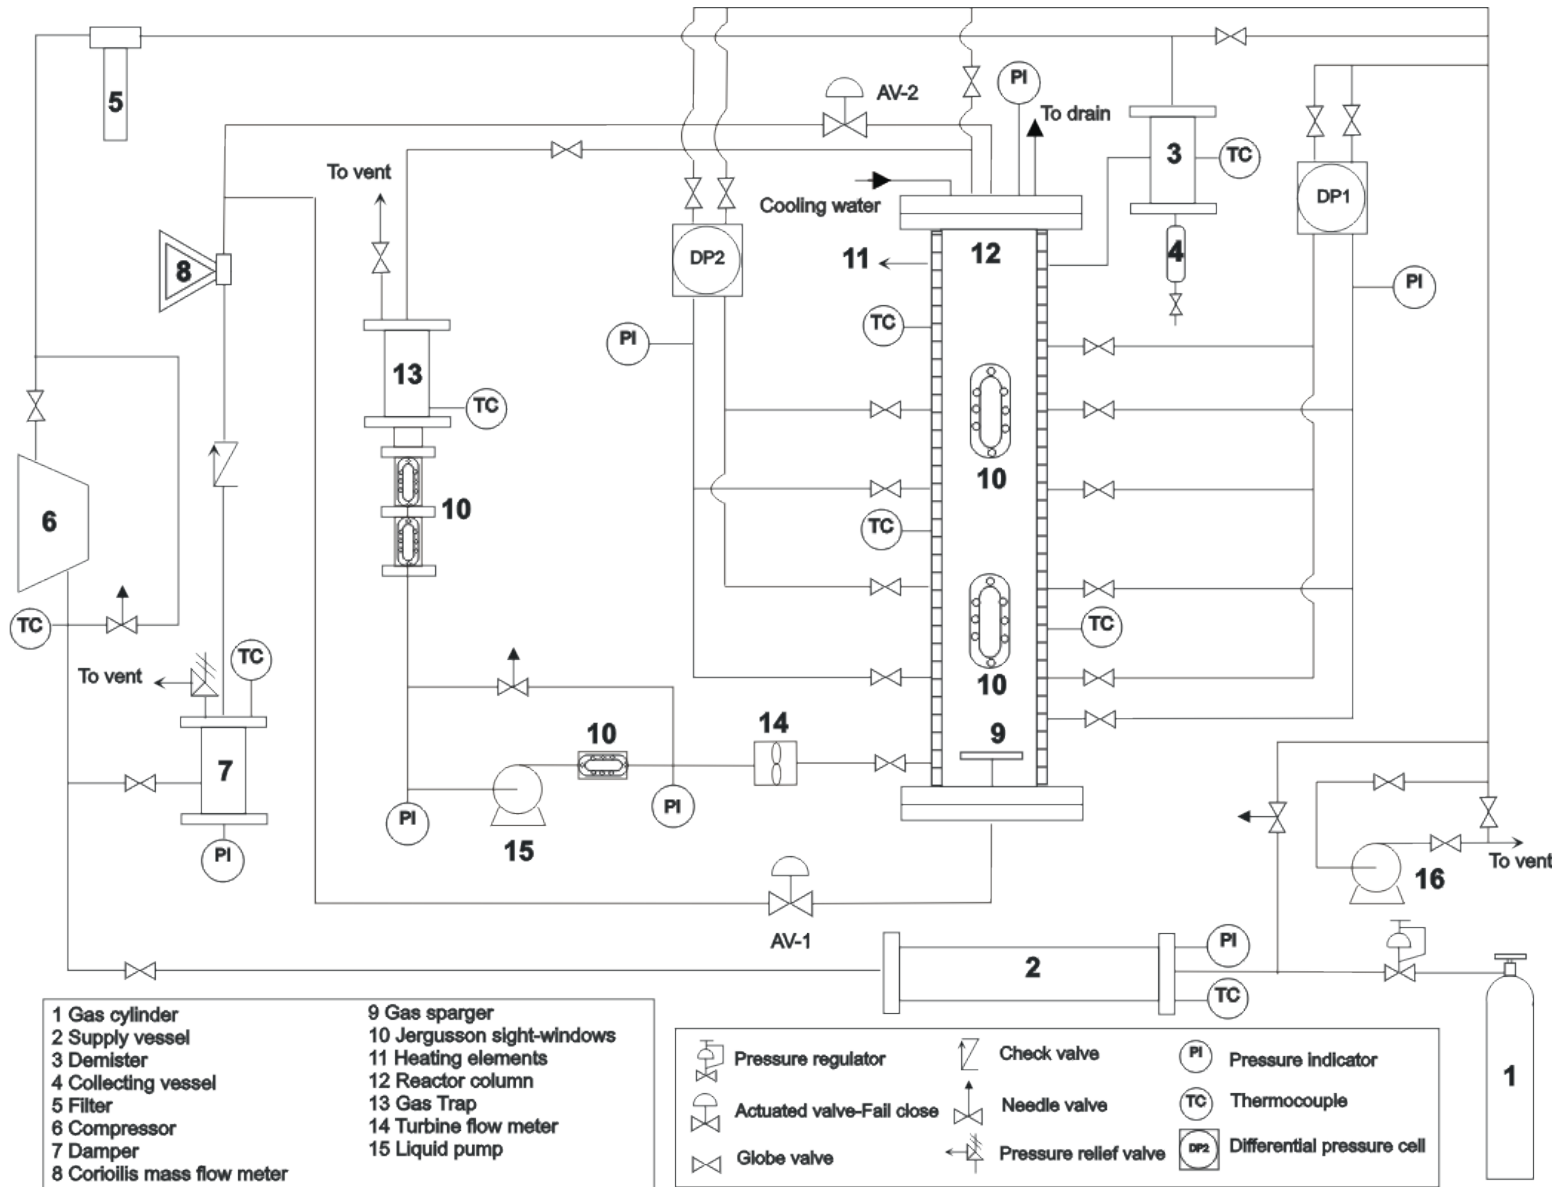 PI
AV-2
5
To drain
3
TC
To vent
DP1
Cooling water
DP2
11
12
4
8
PI
TC
PI
13
TC
10
10
6
TC
TC
TC
TC
To vent
10
14
10
9
7
PI
PI
15
PI
To vent
16
AV-1
PI
2
TC
1
1 Gas cylinder
2 Supply vessel
3 Demister
4 Collecting vessel
5 Filter
6 Compressor
7 Damper
8 Corioilis mass flow meter
9 Gas sparger
10 Jergusson sight-windows
11 Heating elements
12 Reactor column
13 Gas Trap
14 Turbine flow meter
15 Liquid pump
Pressure regulator
Actuated valve-Fail close
Globe valve
Check valve
Needle valve
Pressure relief valve
PI Pressure indicator
TC Thermocouple
DP2 Differential pressure cell